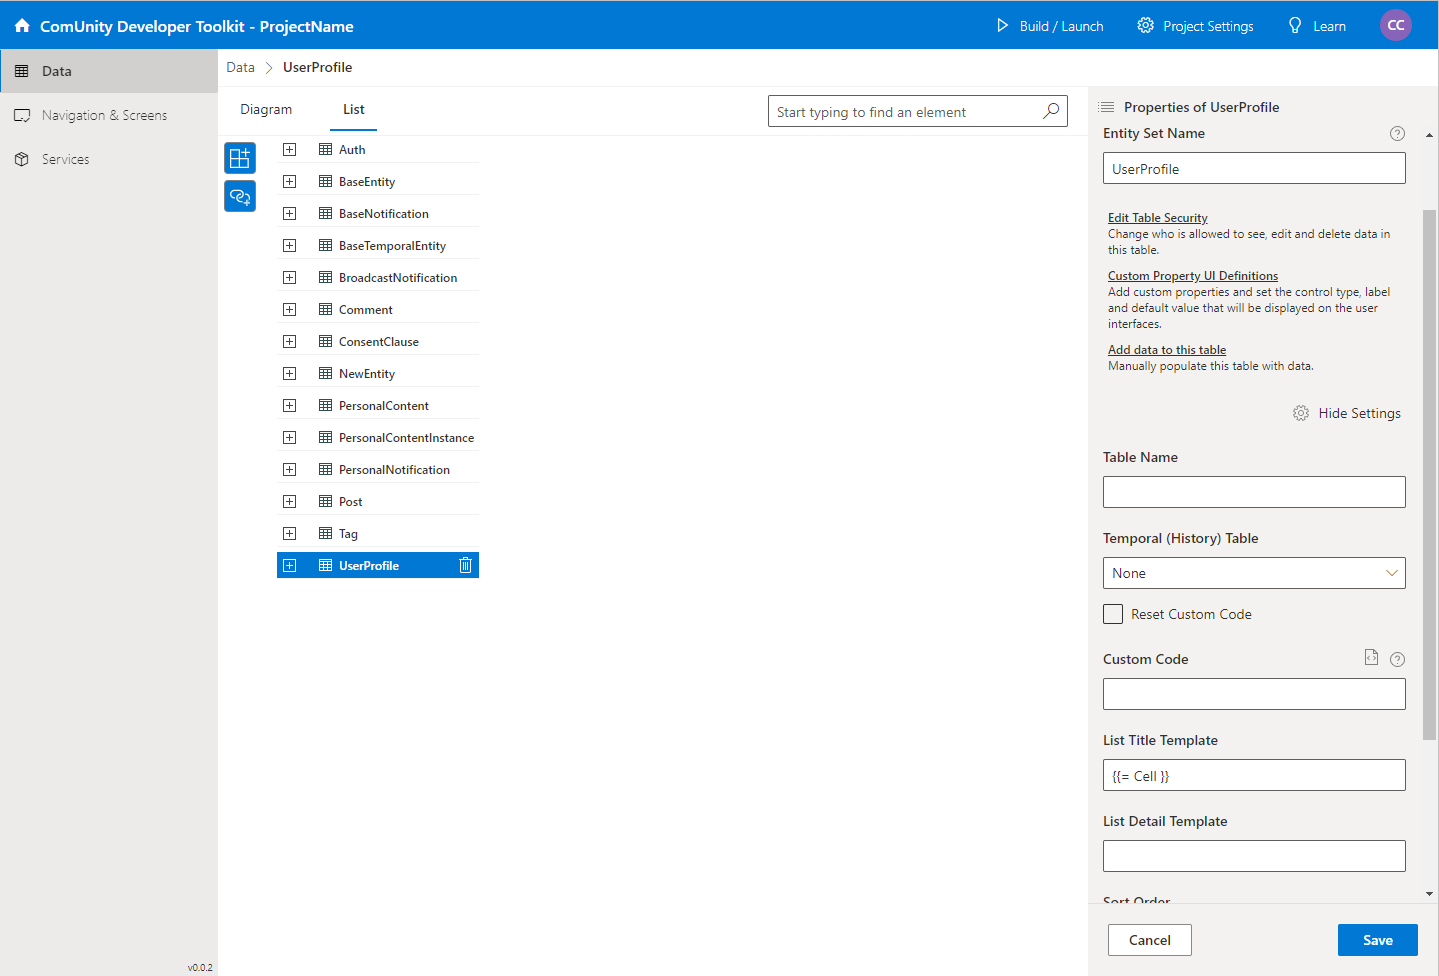 ComUnity Developer Toolkit - ProjectName
Build / Launch
Project Settings
Learn
CC
Data
Navigation & Screens
Services
v0.0.2
Data > UserProfile
Diagram
List
Start typing to find an element
Auth
BaseEntity
BaseNotification
BaseTemporalEntity
BroadcastNotification
Comment
ConsentClause
NewEntity
PersonalContent
PersonalContentInstance
PersonalNotification
Post
Tag
UserProfile
Properties of UserProfile
Entity Set Name
UserProfile
Edit Table Security
Change who is allowed to see, edit and delete data in
this table.
Custom Property UI Definitions
Add custom properties and set the control type, label
and default value that will be displayed on the user
interfaces.
Add data to this table
Manually populate this table with data.
Hide Settings
Table Name
Temporal (History) Table
None
Reset Custom Code
Custom Code
List Title Template
{{= Cell }}
List Detail Template
Sort Order
Cancel
Save